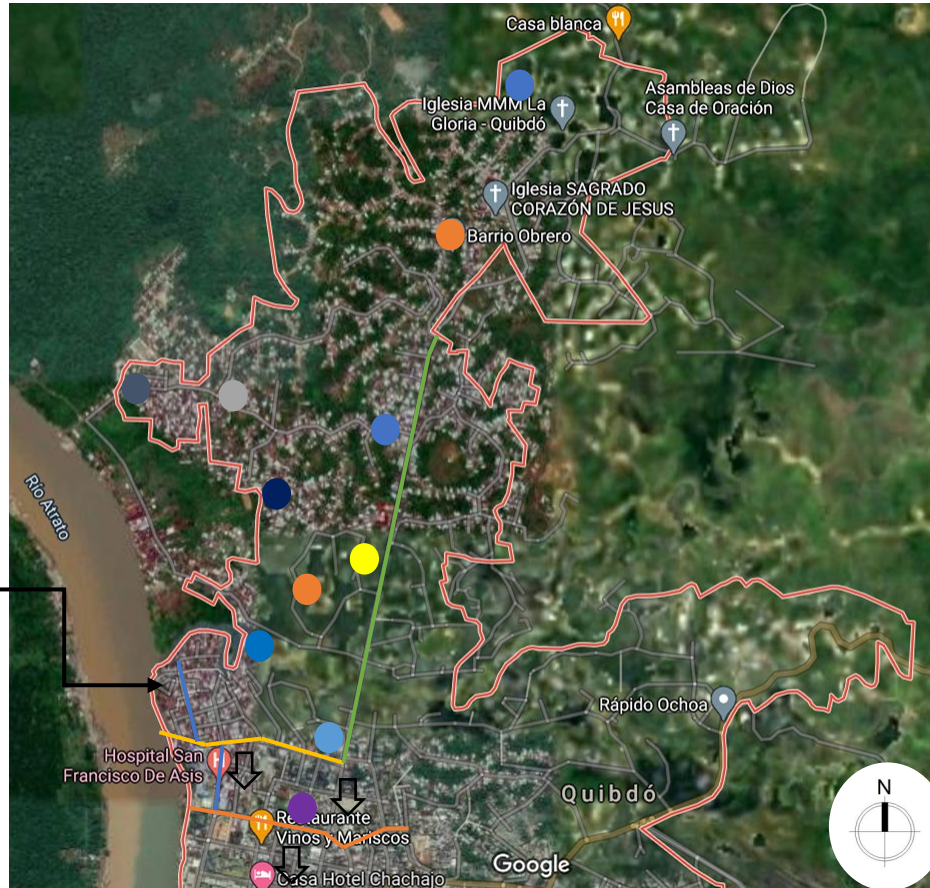 Casa blanca
Iglesia MMM La
Gloria - Quibdó
Asambleas de Dios
Casa de Oración
Iglesia SAGRADO
CORAZÓN DE JESUS
Barrio Obrero
Río Atrato
Rápido Ochoa
Hospital San
Francisco De Asis
H
Quibdó
N
Restaurante
Vinos y Mariscos
Google
Casa Hotel Chachajo